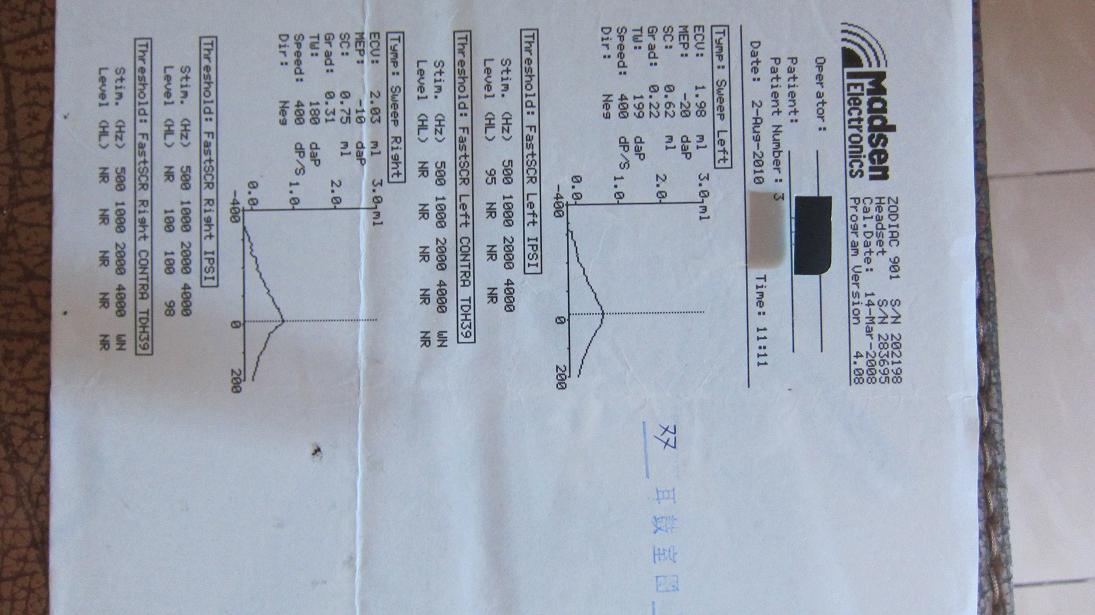 Madsen
Electronics
ZODIAC 901 S/N 202198
Headset S/N 283695
Cal.Date: 14-Mar-2008
Program Version 4.08
Operator:
Patient:
Patient Number: 3
Date: 2-Aug-2010 Time: 11:11
Tymp: Sweep Left
ECV: 1.98 ml
MEP: -20 daP
SC: 0.62 ml
Grad: 0.22
TW: 199 daP
Speed: 400 dP/S
Dir: Neg
3.0 ml
2.0
1.0
0.0
-400 0 200
Threshold: FastSCR Left IPSI
Stim. (Hz) 500 1000 2000 4000
Level (HL) 95 NR NR NR
Threshold: FastSCR Left CONTRA TDH39
Stim. (Hz) 500 1000 2000 4000 WN
Level (HL) NR NR NR NR NR
Tymp: Sweep Right
ECV: 2.03 ml
MEP: -10 daP
SC: 0.75 ml
Grad: 0.31
TW: 180 daP
Speed: 400 dP/S
Dir: Neg
3.0 ml
2.0
1.0
0.0
-400 0 200
Threshold: FastSCR Right IPSI
Stim. (Hz) 500 1000 2000 4000
Level (HL) NR 100 100 98
Threshold: FastSCR Right CONTRA TDH39
Stim. (Hz) 500 1000 2000 4000 WN
Level (HL) NR NR NR NR NR
双 耳鼓室图